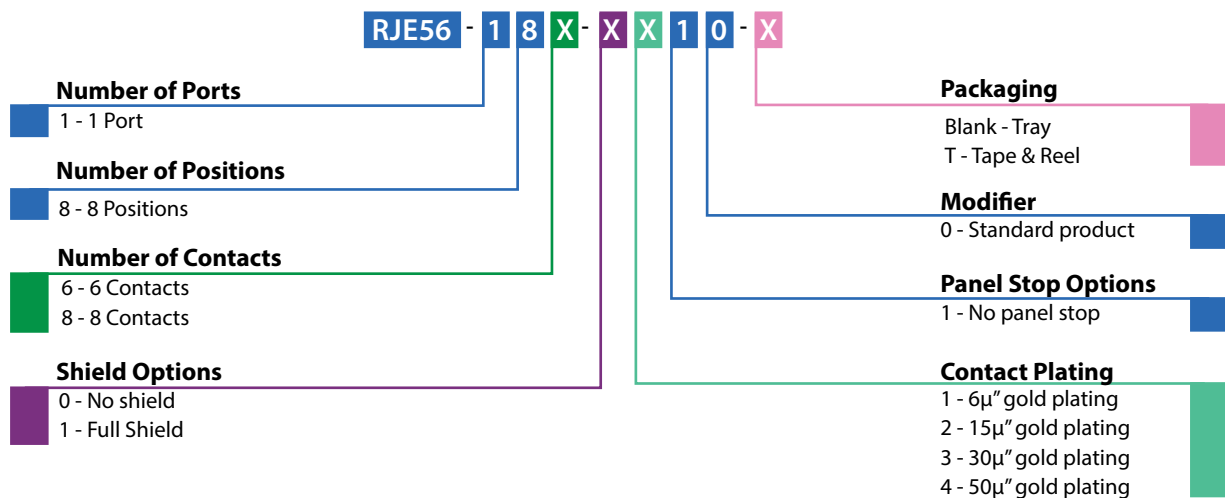 RJE56 - 1 8 X - X X 1 0 - X
Number of Ports
1 - 1 Port
Number of Positions
8 - 8 Positions
Number of Contacts
6 - 6 Contacts
8 - 8 Contacts
Shield Options
0 - No shield
1 - Full Shield
Packaging
Blank - Tray
T - Tape & Reel
Modifier
0 - Standard product
Panel Stop Options
1 - No panel stop
Contact Plating
1 - 6µ” gold plating
2 - 15µ” gold plating
3 - 30µ” gold plating
4 - 50µ” gold plating